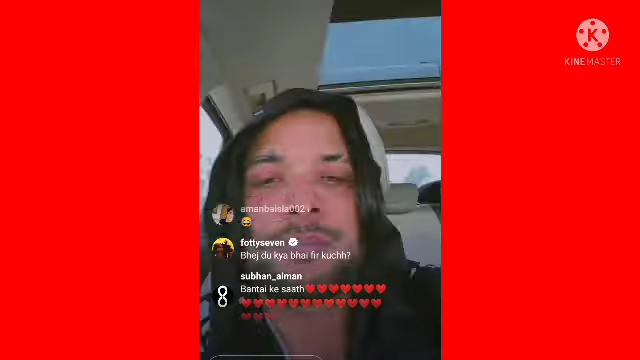 KINEMASTER
amanbaisla002
fottyseven
Bhej du kya bhai fir kuchh?
subhan_alman
Bantai ke saath❤️❤️❤️❤️❤️❤️❤️